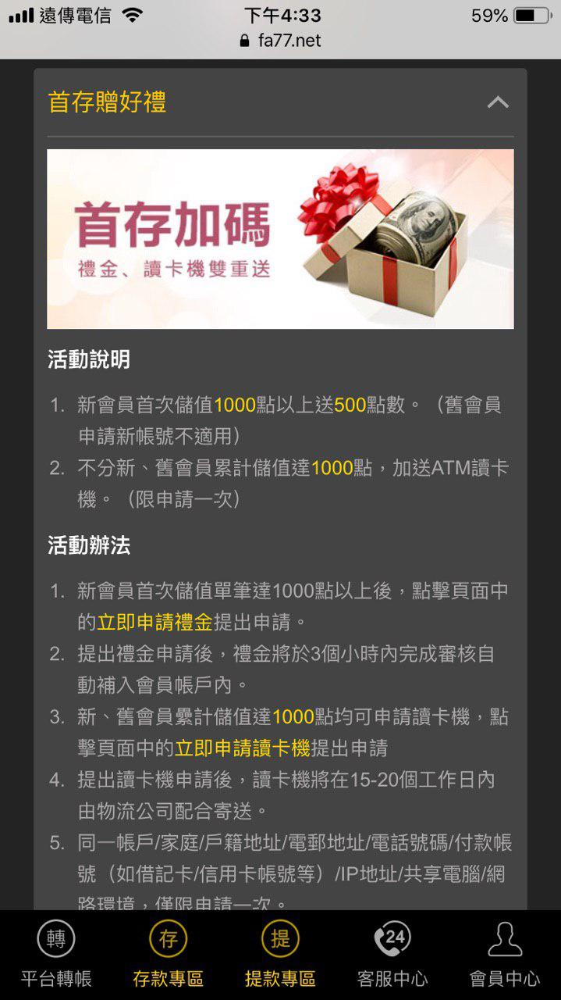 遠傳電信 下午4:33 59%
fa77.net
首存贈好禮
首存加碼
禮金、讀卡機雙重送
活動說明
1. 新會員首次儲值1000點以上送500點數。（舊會員
申請新帳號不適用）
2. 不分新、舊會員累計儲值達1000點，加送ATM讀卡
機。（限申請一次）
活動辦法
1. 新會員首次儲值單筆達1000點以上後，點擊頁面中
的立即申請禮金提出申請。
2. 提出禮金申請後，禮金將於3個小時內完成審核自
動補入會員帳戶內。
3. 新、舊會員纍計儲值達1000點均可申請讀卡機，點
擊頁面中的立即申請讀卡機提出申請
4. 提出讀卡機申請後，讀卡機將在15-20個工作日內
由物流公司配合寄送。
5. 同一帳戶/家庭/戶籍地址/電郵地址/電話號碼/付款帳
號（如借記卡/信用卡帳號等）/IP地址/共享電腦/網
路環境，僅限申請一次。
轉 存 提 24
平台轉帳 存款專區 提款專區 客服中心 會員中心